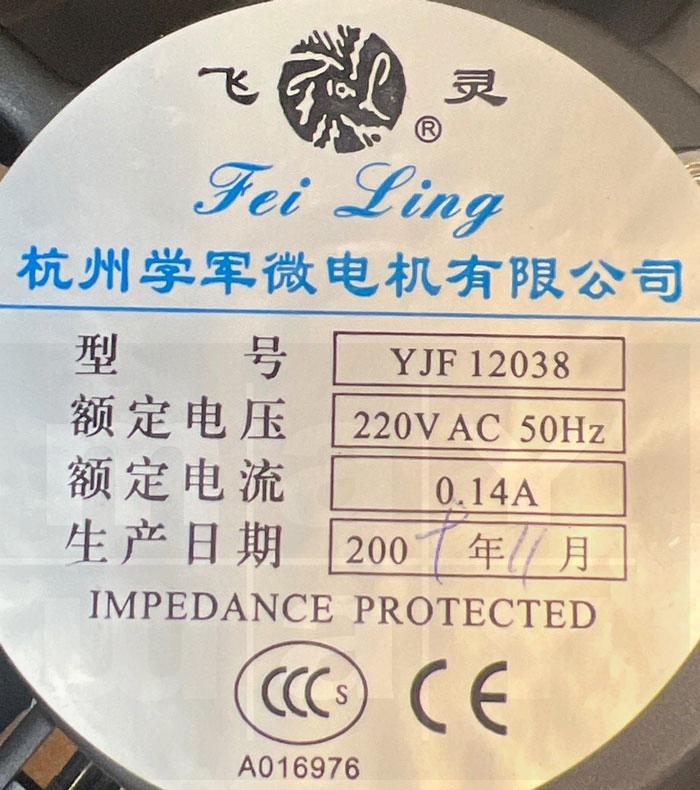 飞 ® 灵
Fei Ling
杭州学军微电机有限公司
型 号 YJF 12038
额定电压 220V AC 50Hz
额定电流 0.14A
生产日期 200 年 11 月
IMPEDANCE PROTECTED
CCC S CE
A016976